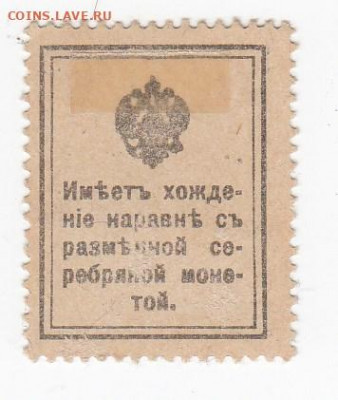 COINS.LAVE.RU
Имѣетъ хожде-
ніе наравнѣ съ
размѣнной се-
ребряной моне-
той.